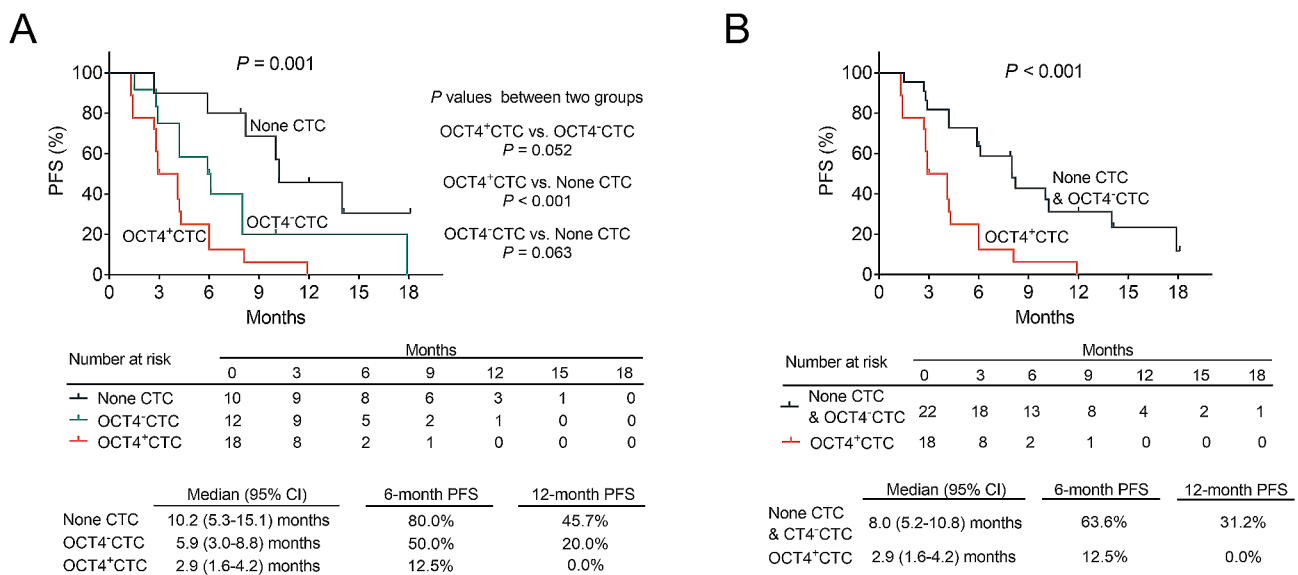 A
B
P = 0.001
P < 0.001
100
80
60
40
20
0
PFS (%)
None CTC
OCT4⁻CTC
OCT4⁺CTC
0 3 6 9 12 15 18
Months
P values between two groups
OCT4⁺CTC vs. OCT4⁻CTC
P = 0.052
OCT4⁺CTC vs. None CTC
P < 0.001
OCT4⁻CTC vs. None CTC
P = 0.063
100
80
60
40
20
0
PFS (%)
None CTC
& OCT4⁻CTC
OCT4⁺CTC
0 3 6 9 12 15 18
Months
Number at risk
Months
0 3 6 9 12 15 18
None CTC 10 9 8 6 3 1 0
OCT4⁻CTC 12 9 5 2 1 0 0
OCT4⁺CTC 18 8 2 1 0 0 0
Median (95% CI) 6-month PFS 12-month PFS
None CTC 10.2 (5.3-15.1) months 80.0% 45.7%
OCT4⁻CTC 5.9 (3.0-8.8) months 50.0% 20.0%
OCT4⁺CTC 2.9 (1.6-4.2) months 12.5% 0.0%
Number at risk
Months
0 3 6 9 12 15 18
None CTC
& OCT4⁻CTC 22 18 13 8 4 2 1
OCT4⁺CTC 18 8 2 1 0 0 0
Median (95% CI) 6-month PFS 12-month PFS
None CTC
& CT4⁻CTC 8.0 (5.2-10.8) months 63.6% 31.2%
OCT4⁺CTC 2.9 (1.6-4.2) months 12.5% 0.0%